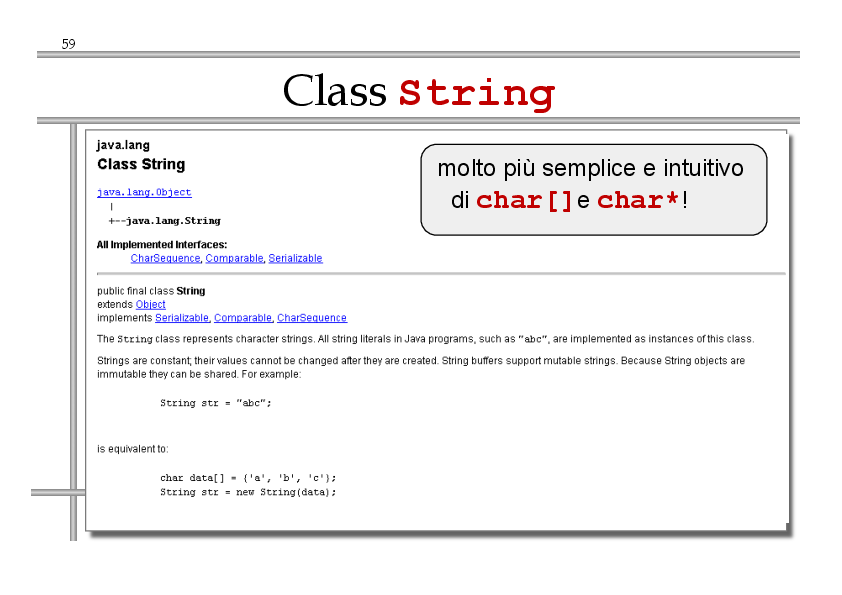 59
Class String
java.lang
Class String
java.lang.Object
|
+--java.lang.String
molto più semplice e intuitivo
di char[] e char*!
All Implemented Interfaces:
CharSequence, Comparable, Serializable
public final class String
extends Object
implements Serializable, Comparable, CharSequence
The String class represents character strings. All string literals in Java programs, such as "abc", are implemented as instances of this class.
Strings are constant; their values cannot be changed after they are created. String buffers support mutable strings. Because String objects are
immutable they can be shared. For example:
String str = "abc";
is equivalent to:
char data[] = {'a', 'b', 'c'};
String str = new String(data);